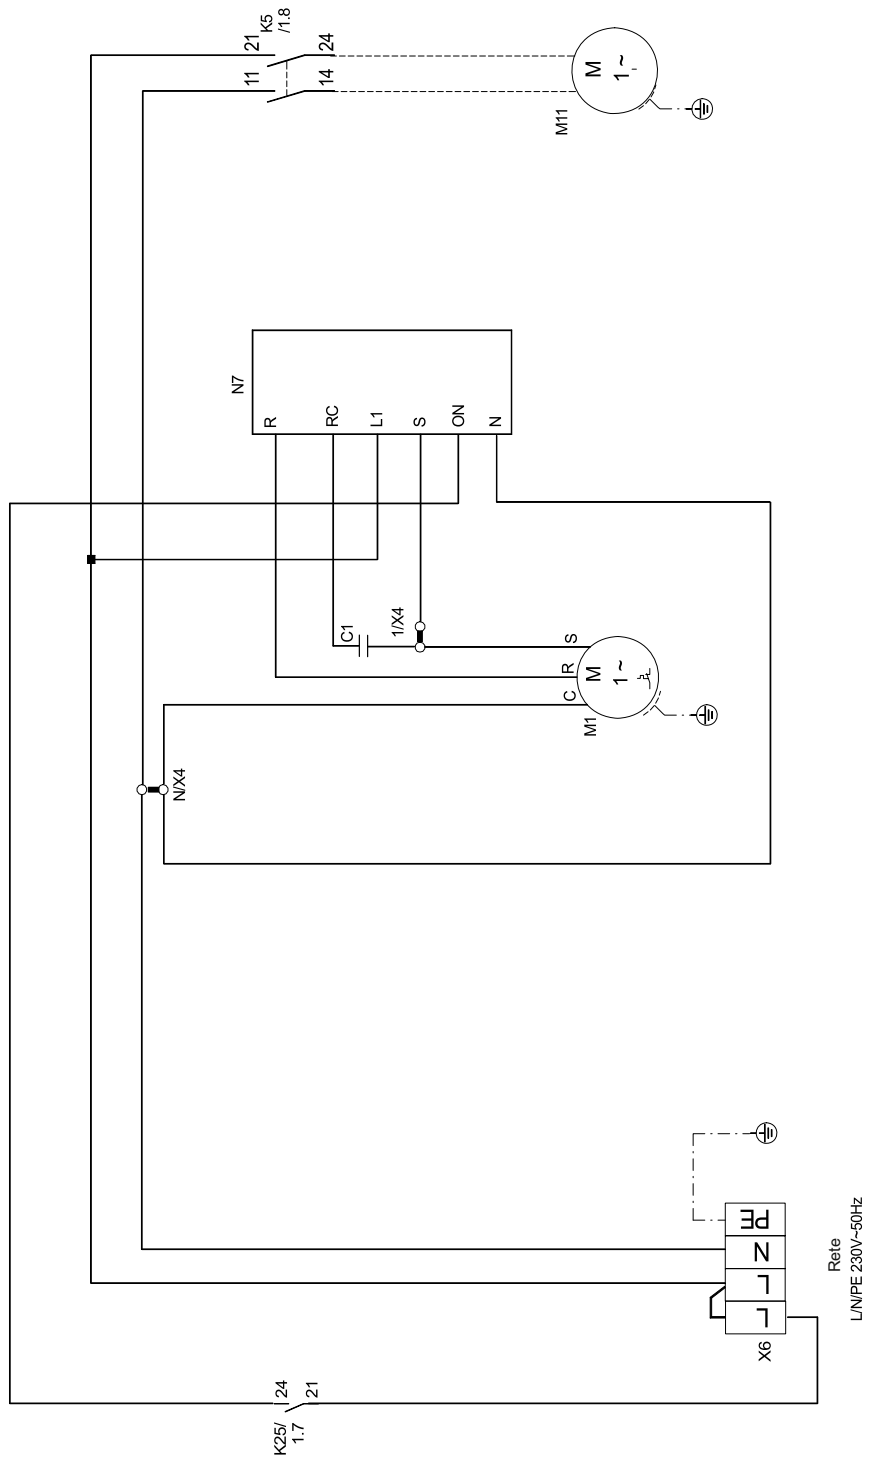 K5
/1.8
21
24
11
14
M
1~
M11
N7
R
RC
L1
S
ON
N
C1
1/X4
S
R
C
M
1~
M1
N/X4
PE
N
L
L
X6
Rete
L/N/PE 230V~50Hz
24
21
K25/
1.7